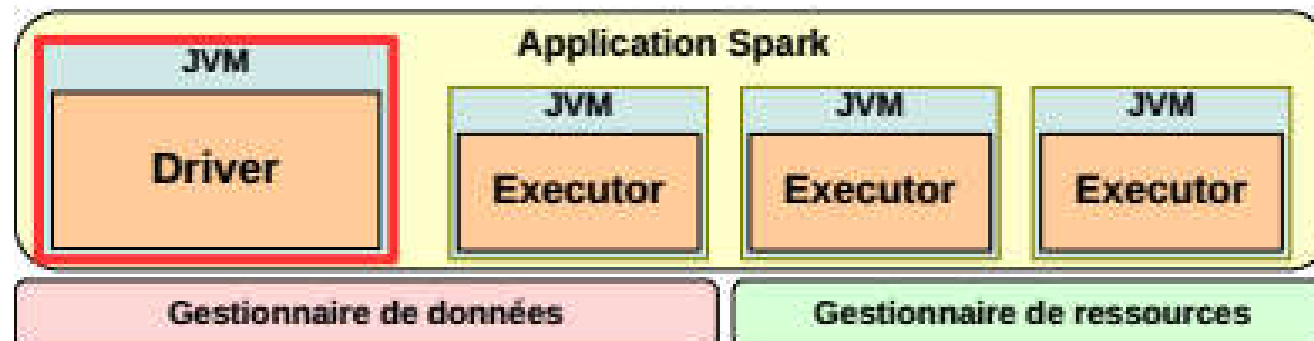 Application Spark
JVM
Driver
JVM
Executor
JVM
Executor
JVM
Executor
Gestionnaire de données
Gestionnaire de ressources